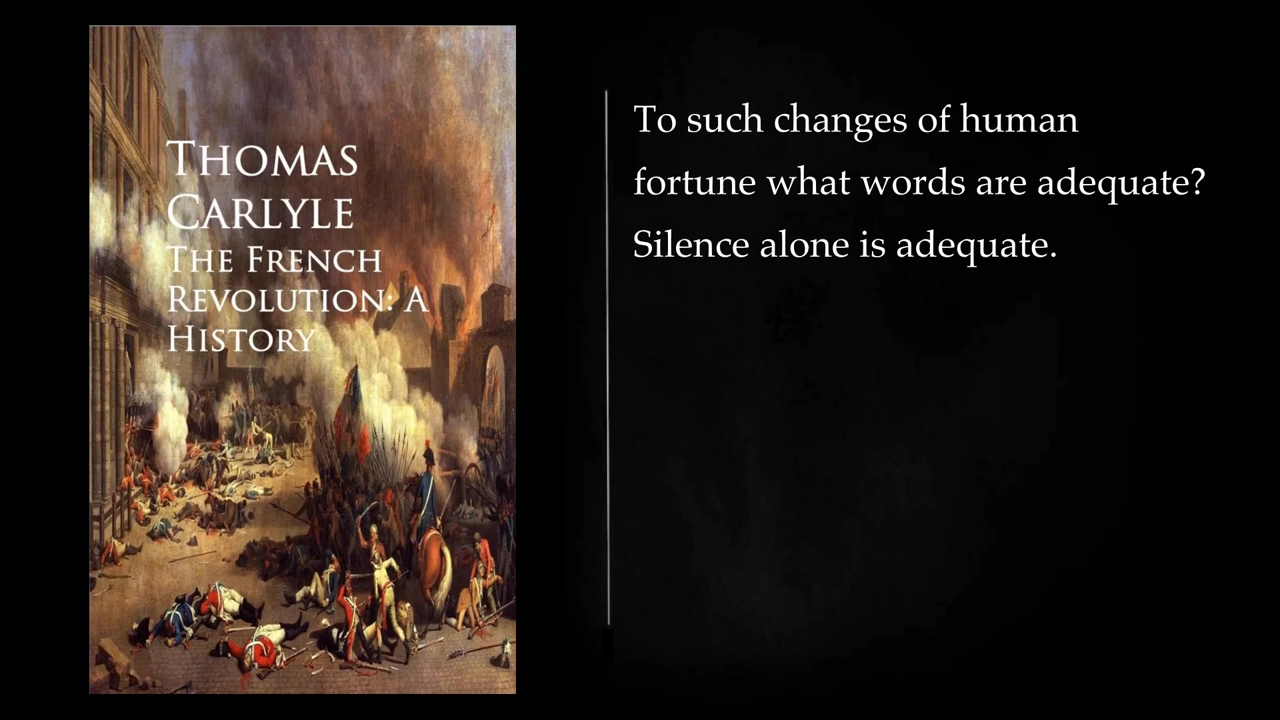 THOMAS
CARLYLE
THE FRENCH
REVOLUTION: A
HISTORY
To such changes of human
fortune what words are adequate?
Silence alone is adequate.